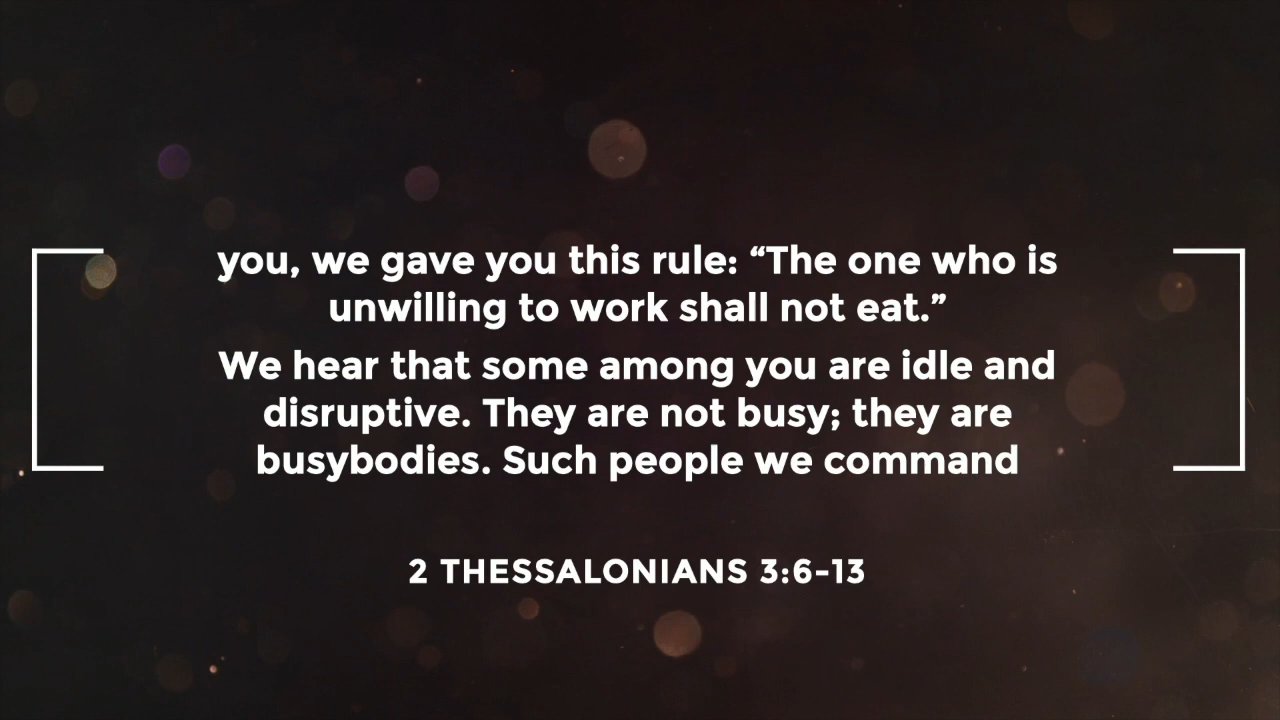 you, we gave you this rule: “The one who is
unwilling to work shall not eat.”
We hear that some among you are idle and
disruptive. They are not busy; they are
busybodies. Such people we command
2 THESSALONIANS 3:6-13